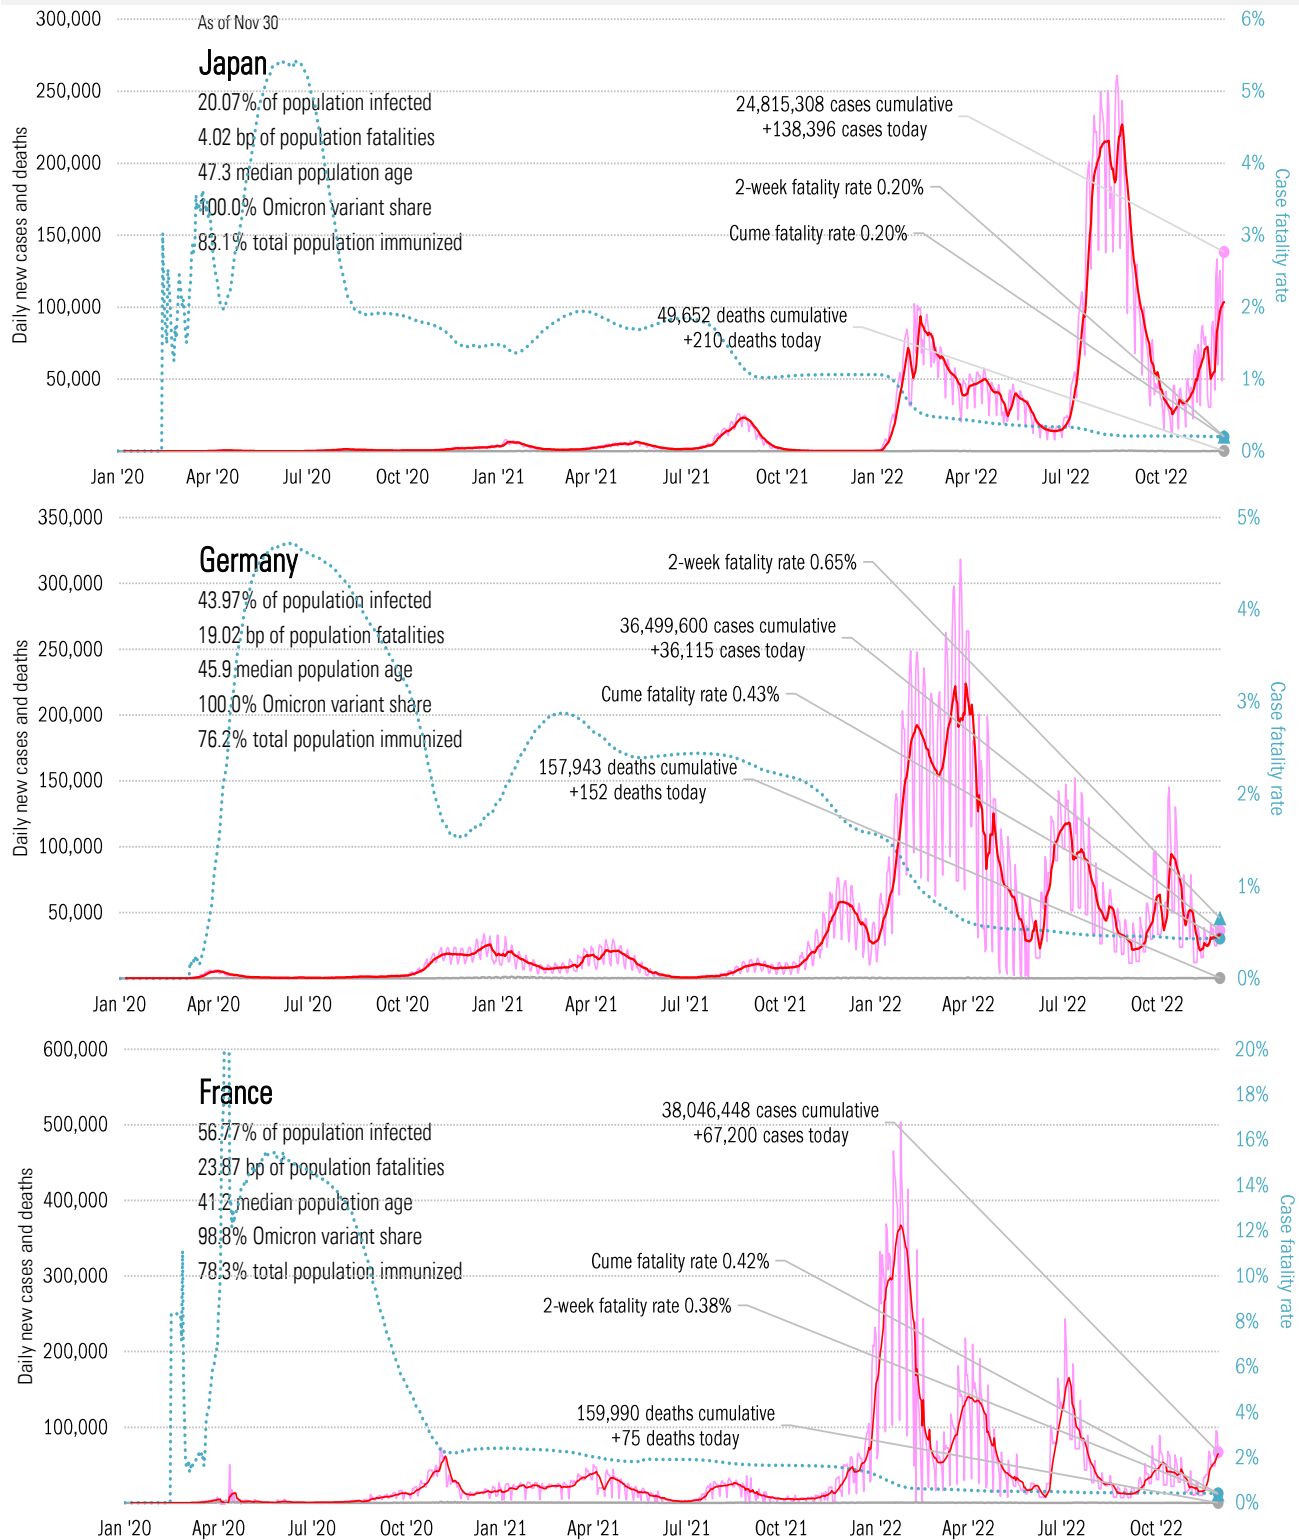 300,000
As of Nov 30
6%
Japan
20.07% of population infected
4.02 bp of population fatalities
47.3 median population age
100.0% Omicron variant share
83.1% total population immunized
250,000
5%
24,815,308 cases cumulative
+138,396 cases today
200,000
4%
2-week fatality rate 0.20%
Cume fatality rate 0.20%
150,000
3%
100,000
2%
49,652 deaths cumulative
+210 deaths today
50,000
1%
0%
Daily new cases and deaths
Case fatality rate
Jan '20 Apr '20 Jul '20 Oct '20 Jan '21 Apr '21 Jul '21 Oct '21 Jan '22 Apr '22 Jul '22 Oct '22
350,000
5%
Germany
43.97% of population infected
19.02 bp of population fatalities
45.9 median population age
100.0% Omicron variant share
76.2% total population immunized
2-week fatality rate 0.65%
300,000
4%
36,499,600 cases cumulative
+36,115 cases today
250,000
Cume fatality rate 0.43%
3%
200,000
157,943 deaths cumulative
+152 deaths today
150,000
2%
100,000
1%
50,000
0%
Daily new cases and deaths
Case fatality rate
Jan '20 Apr '20 Jul '20 Oct '20 Jan '21 Apr '21 Jul '21 Oct '21 Jan '22 Apr '22 Jul '22 Oct '22
600,000
20%
France
56.77% of population infected
23.87 bp of population fatalities
41.2 median population age
98.8% Omicron variant share
78.3% total population immunized
18%
38,046,448 cases cumulative
+67,200 cases today
500,000
16%
400,000
14%
12%
Cume fatality rate 0.42%
300,000
10%
2-week fatality rate 0.38%
8%
200,000
6%
159,990 deaths cumulative
+75 deaths today
100,000
4%
2%
0%
Daily new cases and deaths
Case fatality rate
Jan '20 Apr '20 Jul '20 Oct '20 Jan '21 Apr '21 Jul '21 Oct '21 Jan '22 Apr '22 Jul '22 Oct '22